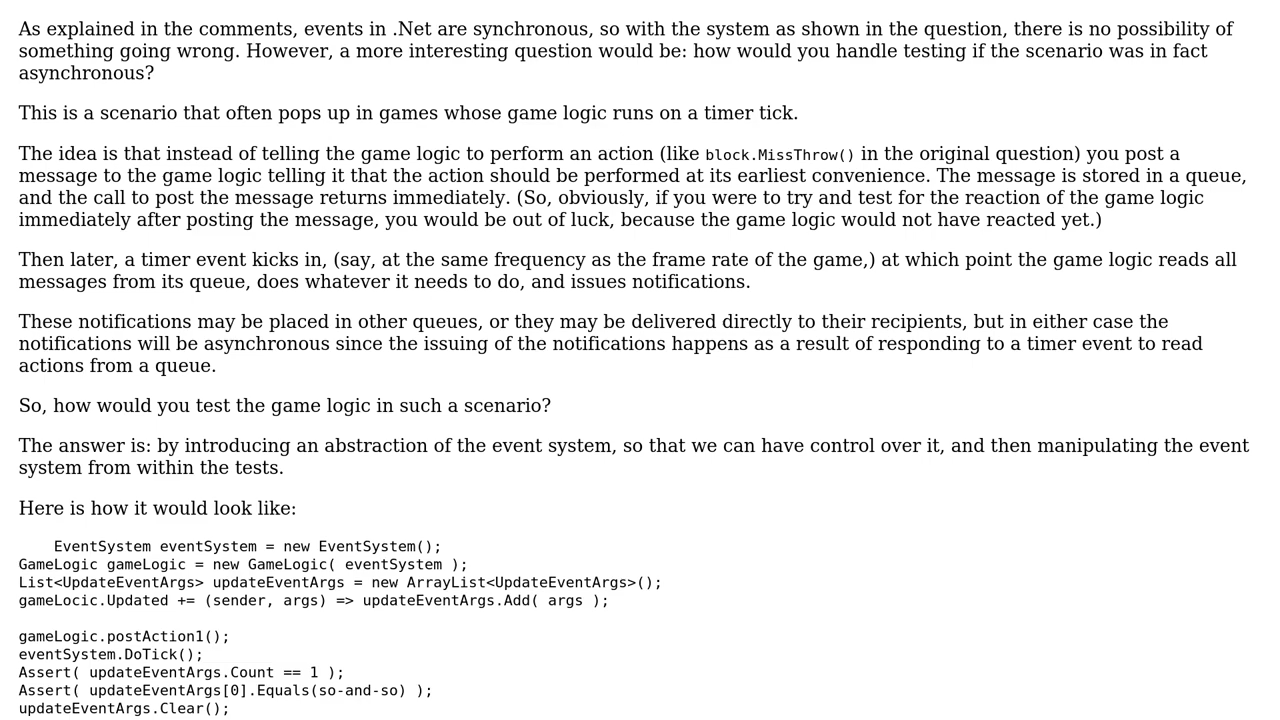 As explained in the comments, events in .Net are synchronous, so with the system as shown in the question, there is no possibility of
something going wrong. However, a more interesting question would be: how would you handle testing if the scenario was in fact
asynchronous?
This is a scenario that often pops up in games whose game logic runs on a timer tick.
The idea is that instead of telling the game logic to perform an action (like block.MissThrow() in the original question) you post a
message to the game logic telling it that the action should be performed at its earliest convenience. The message is stored in a queue,
and the call to post the message returns immediately. (So, obviously, if you were to try and test for the reaction of the game logic
immediately after posting the message, you would be out of luck, because the game logic would not have reacted yet.)
Then later, a timer event kicks in, (say, at the same frequency as the frame rate of the game,) at which point the game logic reads all
messages from its queue, does whatever it needs to do, and issues notifications.
These notifications may be placed in other queues, or they may be delivered directly to their recipients, but in either case the
notifications will be asynchronous since the issuing of the notifications happens as a result of responding to a timer event to read
actions from a queue.
So, how would you test the game logic in such a scenario?
The answer is: by introducing an abstraction of the event system, so that we can have control over it, and then manipulating the event
system from within the tests.
Here is how it would look like:
    EventSystem eventSystem = new EventSystem();
GameLogic gameLogic = new GameLogic( eventSystem );
List<UpdateEventArgs> updateEventArgs = new ArrayList<UpdateEventArgs>();
gameLocic.Updated += (sender, args) => updateEventArgs.Add( args );
gameLogic.postAction1();
eventSystem.DoTick();
Assert( updateEventArgs.Count == 1 );
Assert( updateEventArgs[0].Equals(so-and-so) );
updateEventArgs.Clear();